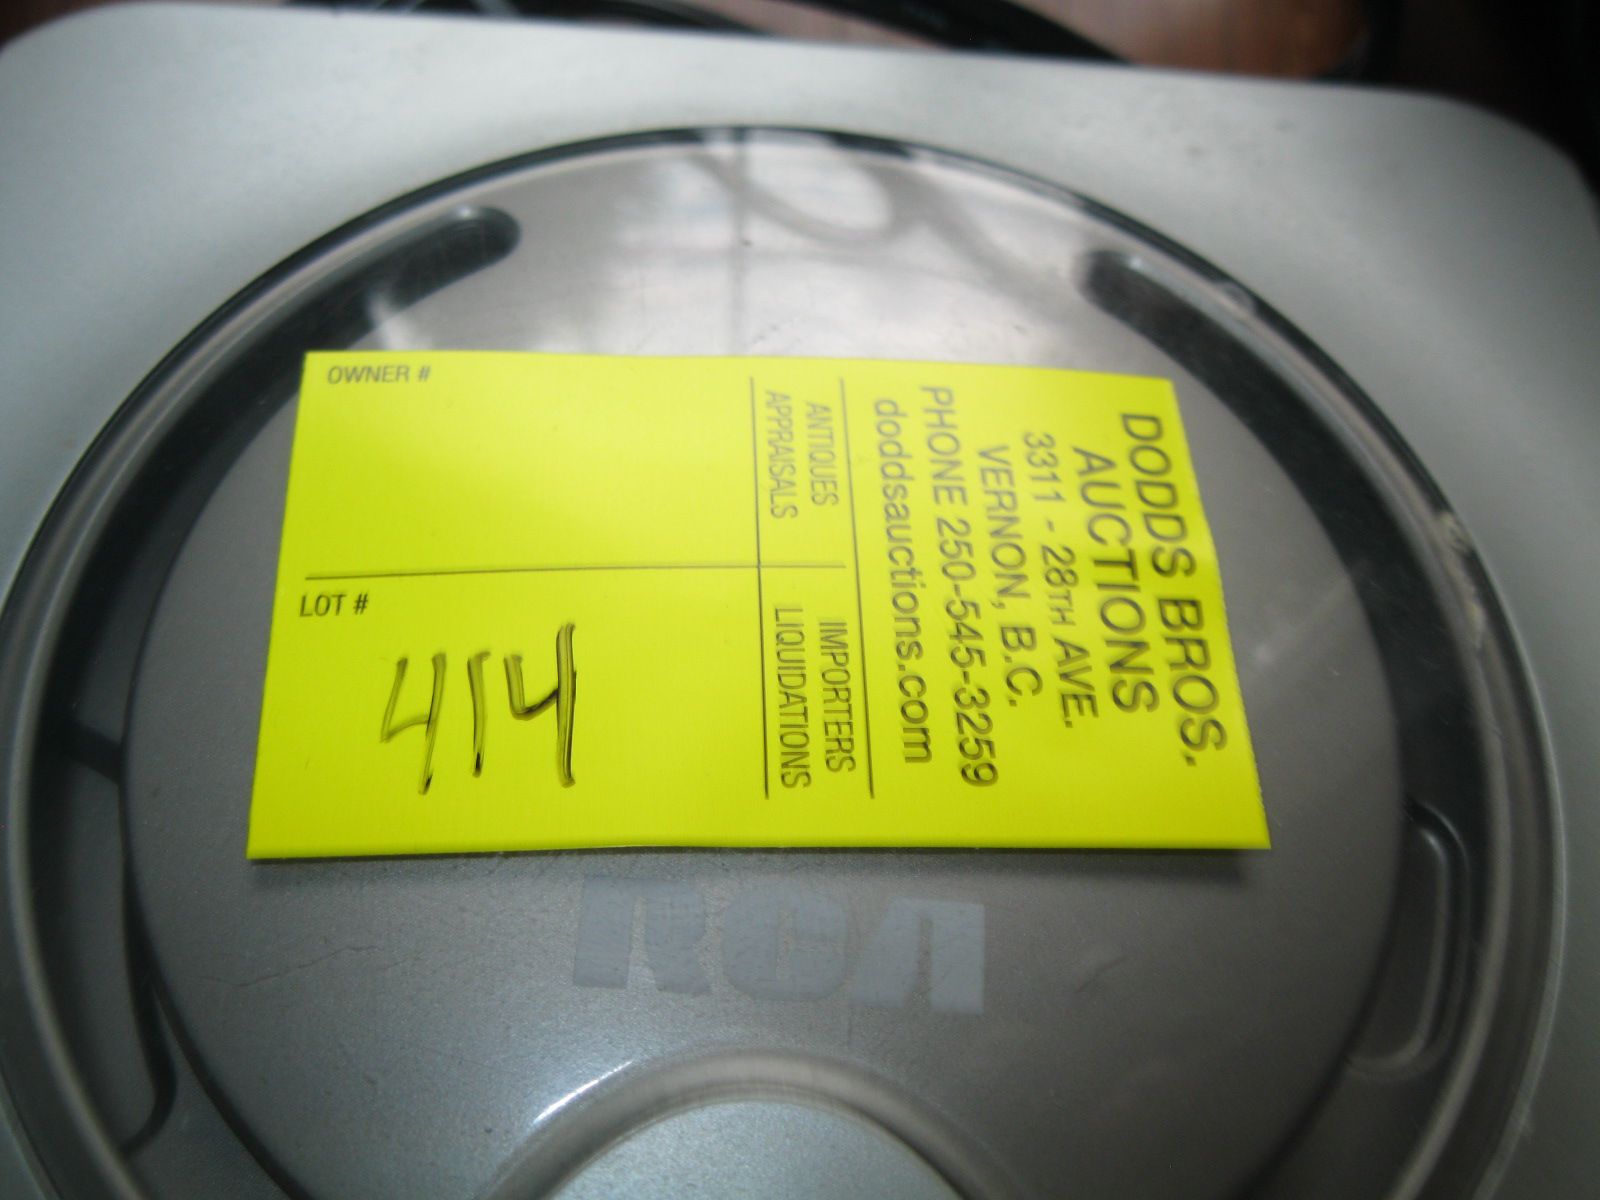 DODDS BROS.
AUCTIONS
3311 - 28TH AVE.
VERNON, B.C.
PHONE 250-545-3259
doddsauctions.com
ANTIQUES IMPORTERS
APPRAISALS LIQUIDATIONS
OWNER #
LOT #
414
RCA